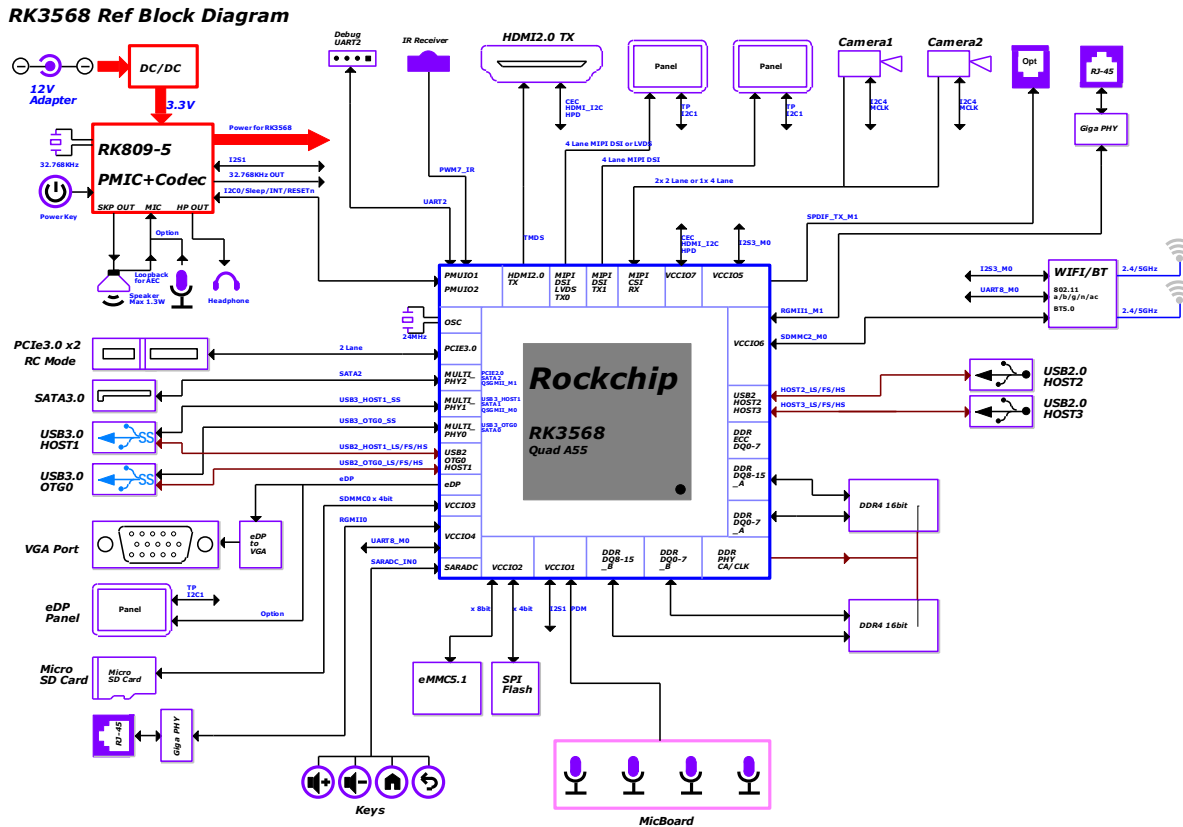 RK3568 Ref Block Diagram
12V
Adapter
DC/DC
3.3V
Debug
UART2
IR Receiver
HDMI2.0 TX
CEC
HDMI_I2C
HPD
Panel
TP
I2C1
Panel
TP
I2C1
Camera1
I2C4
MCLK
Camera2
I2C4
MCLK
Opt
RJ-45
Giga PHY
32.768KHz
RK809-5
PMIC+Codec
SKP OUT
MIC
HP OUT
Power for RK3568
I2S1
32.768KHz OUT
I2C0/Sleep/INT/RESETn
Power Key
Option
Loopback
for AEC
Speaker
Max 1.3W
Headphone
PWM7_IR
UART2
TMDS
4 Lane MIPI DSI or LVDS
4 Lane MIPI DSI
2x 2 Lane or 1x 4 Lane
CEC
HDMI_I2C
HPD
I2S3_M0
SPDIF_TX_M1
RGMII1_M1
SDMMC2_M0
I2S3_M0
UART8_M0
WIFI/BT
802.11
a/b/g/n/ac
BT5.0
2.4/5GHz
2.4/5GHz
PMUIO1
PMUIO2
HDMI2.0
TX
MIPI
DSI
LVDS
TX0
MIPI
DSI
TX1
MIPI
CSI
RX
VCCIO7
VCCIO5
24MHz
OSC
PCIE3.0
MULTI_
PHY2
PCIE2.0
SATA2
QSGMII_M1
MULTI_
PHY1
USB3_HOST1
SATA1
QSGMII_M0
MULTI_
PHY0
USB3_OTG0
SATA0
USB2
OTG0
HOST1
eDP
VCCIO3
VCCIO4
SARADC
VCCIO2
VCCIO1
DDR
DQ8-15
_B
DDR
DQ0-7
_B
DDR
PHY
CA/CLK
VCCIO6
USB2
HOST2
HOST3
DDR
ECC
DQ0-7
DDR
DQ8-15
_A
DDR
DQ0-7
_A
Rockchip
RK3568
Quad A55
PCIe3.0 x2
RC Mode
2 Lane
SATA3.0
SATA2
USB3.0
HOST1
SS
USB3_HOST1_SS
USB3_OTG0_SS
USB2_HOST1_LS/FS/HS
USB3.0
OTG0
SS
USB2_OTG0_LS/FS/HS
eDP
SDMMC0 x 4bit
RGMII0
UART8_M0
SARADC_IN0
VGA Port
eDP
to
VGA
eDP
Panel
Panel
TP
I2C1
Option
Micro
SD Card
Micro
SD Card
RJ-45
Giga PHY
Keys
x 8bit
x 4bit
I2S1
PDM
eMMC5.1
SPI
Flash
MicBoard
HOST2_LS/FS/HS
HOST3_LS/FS/HS
USB2.0
HOST2
USB2.0
HOST3
DDR4 16bit
DDR4 16bit